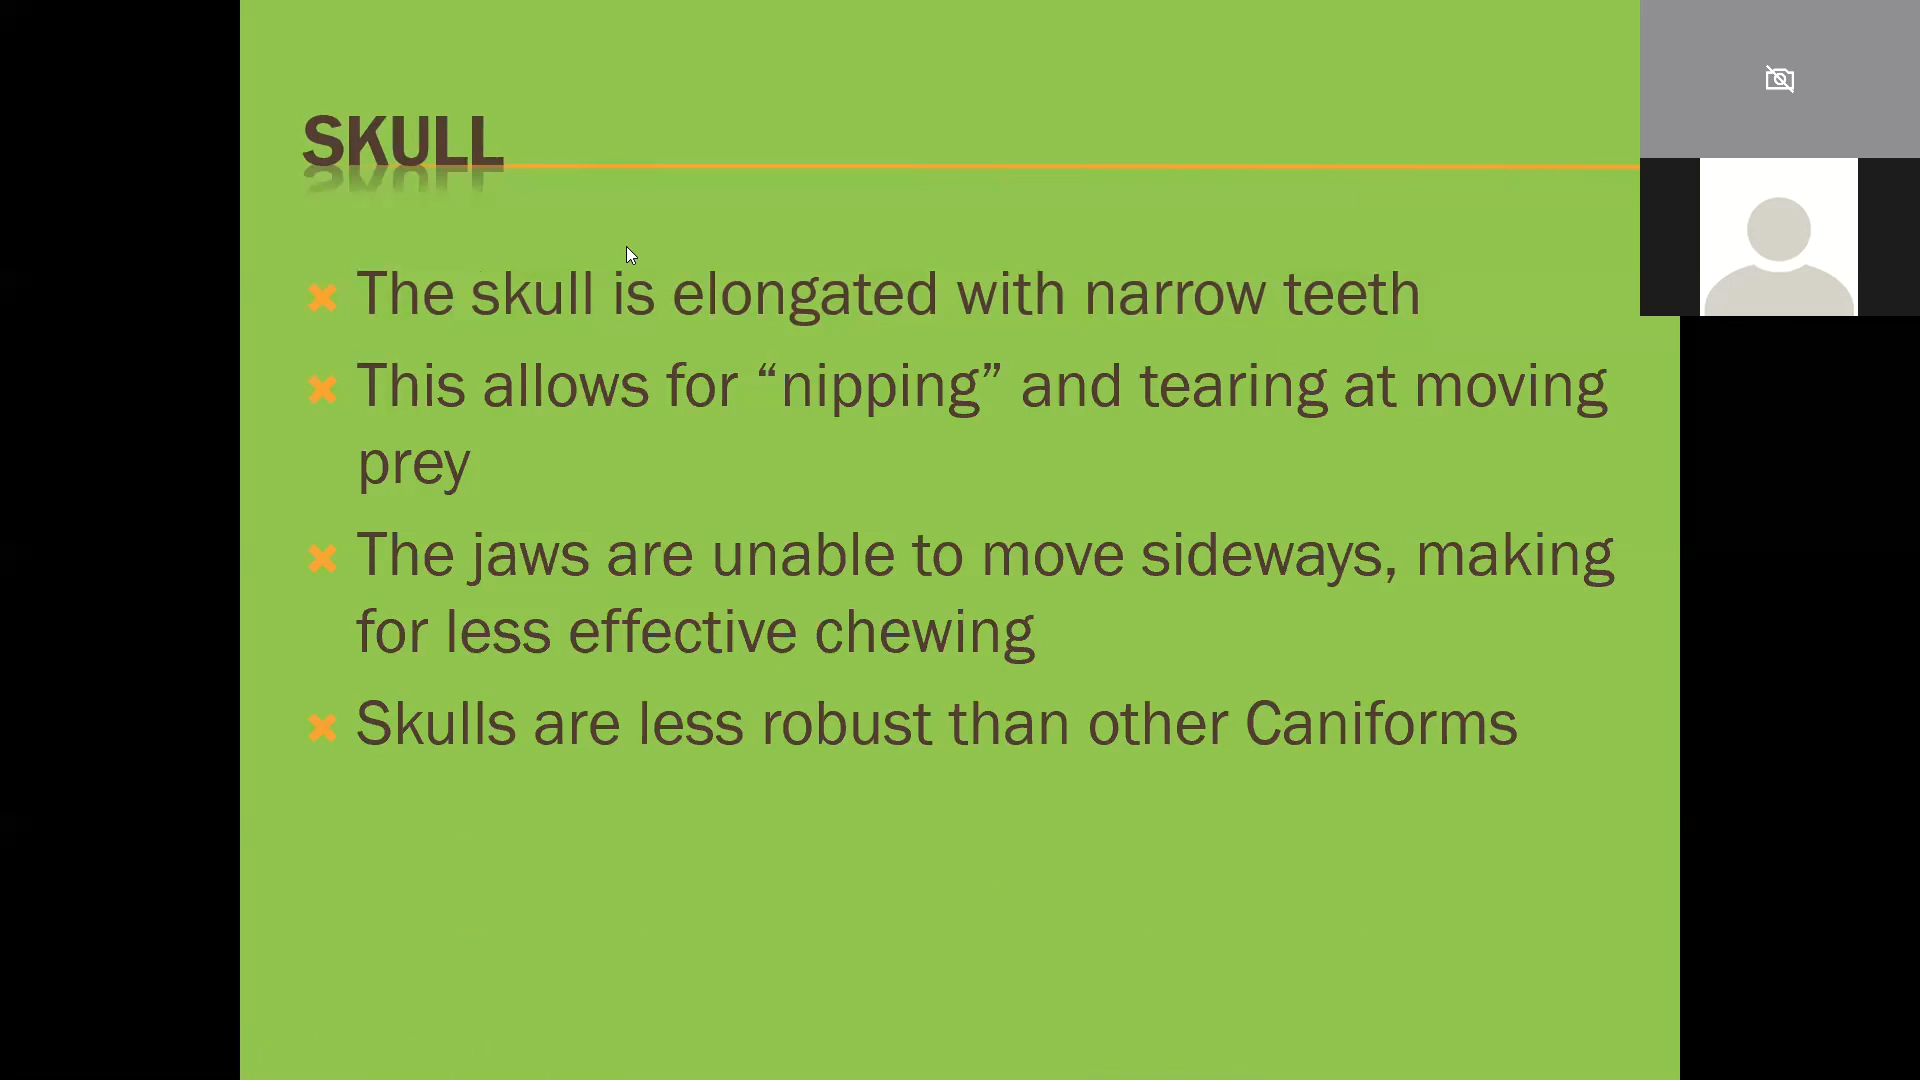 SKULL
The skull is elongated with narrow teeth
This allows for “nipping” and tearing at moving
prey
The jaws are unable to move sideways, making
for less effective chewing
Skulls are less robust than other Caniforms